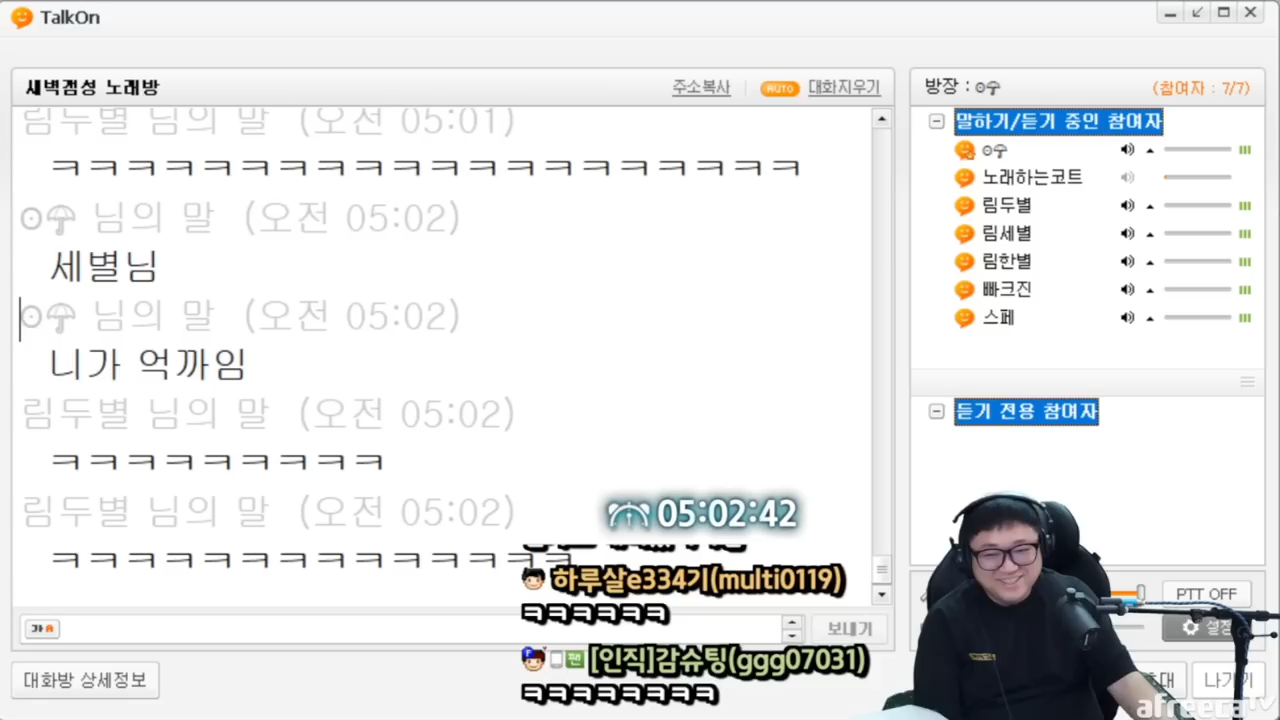 TalkOn
새벽갬성 노래방
주소복사
AUTO 대화지우기
림두별 님의 말 (오전 05:01)
ㅋㅋㅋㅋㅋㅋㅋㅋㅋㅋㅋㅋㅋㅋㅋㅋㅋㅋㅋㅋ
ʘ☂ 님의 말 (오전 05:02)
세별님
ʘ☂ 님의 말 (오전 05:02)
니가 억까임
림두별 님의 말 (오전 05:02)
ㅋㅋㅋㅋㅋㅋㅋㅋㅋ
림두별 님의 말 (오전 05:02)
ㅋㅋㅋㅋㅋㅋㅋㅋㅋㅋㅋㅋㅋㅋ
가
보내기
대화방 상세정보
방장 : ʘ☂
(참여자 : 7/7)
말하기/듣기 중인 참여자
ʘ☂
노래하는코트
림두별
림세별
림한별
빠크진
스페
듣기 전용 참여자
PTT OFF
설정
나가기
05:02:42
하루살e334기(multi0119)
ㅋㅋㅋㅋㅋㅋ
팬 [인직]감슈팅(ggg07031)
ㅋㅋㅋㅋㅋㅋㅋㅋ
afreecaTV